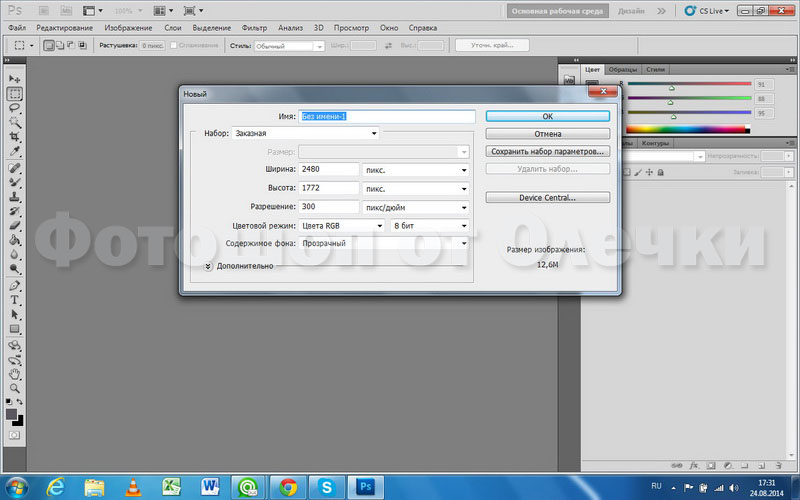 Ps 100% Основная рабочая среда Дизайн >> CS Live
Файл Редактирование Изображение Слои Выделение Фильтр Анализ 3D Просмотр Окно Справка
Растушевка: 0 пикс. Сглаживание Стиль: Обычный Шир.: Выс.: Уточн. край...
Цвет Образцы Стили
91
88
95
Контуры
Непрозрачность:
Заливка:
Новый
Имя: Без имени-1
Набор: Заказная
Размер:
Ширина: 2480 пикс.
Высота: 1772 пикс.
Разрешение: 300 пикс/дюйм
Цветовой режим: Цвета RGB 8 бит
Содержимое фона: Прозрачный
Дополнительно
OK
Отмена
Сохранить набор параметров...
Удалить набор...
Device Central...
Размер изображения:
12,6M
Фотошоп от Олечки
RU 17:31
24.08.2014